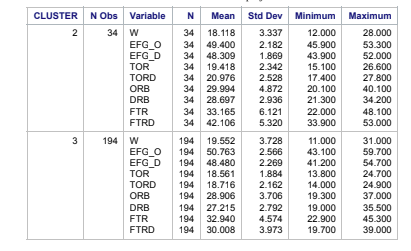 CLUSTER N Obs Variable N Mean Std Dev Minimum Maximum
2 34 W 34 18.118 3.337 12.000 28.000
EFG_O 34 49.400 2.182 45.900 53.300
EFG_D 34 48.309 1.869 43.900 52.000
TOR 34 19.418 2.342 15.100 26.600
TORD 34 20.976 2.528 17.400 27.800
ORB 34 29.994 4.872 20.100 40.100
DRB 34 28.697 2.936 21.300 34.200
FTR 34 33.165 6.121 22.000 48.100
FTRD 34 42.106 5.320 33.900 53.000
3 194 W 194 19.552 3.728 11.000 31.000
EFG_O 194 50.763 2.566 43.100 59.700
EFG_D 194 48.480 2.269 41.200 54.700
TOR 194 18.561 1.884 13.800 24.700
TORD 194 18.716 2.162 14.000 24.900
ORB 194 28.906 3.706 19.300 37.000
DRB 194 27.215 2.792 19.000 35.500
FTR 194 32.940 4.574 22.900 45.300
FTRD 194 30.008 3.973 19.700 39.000